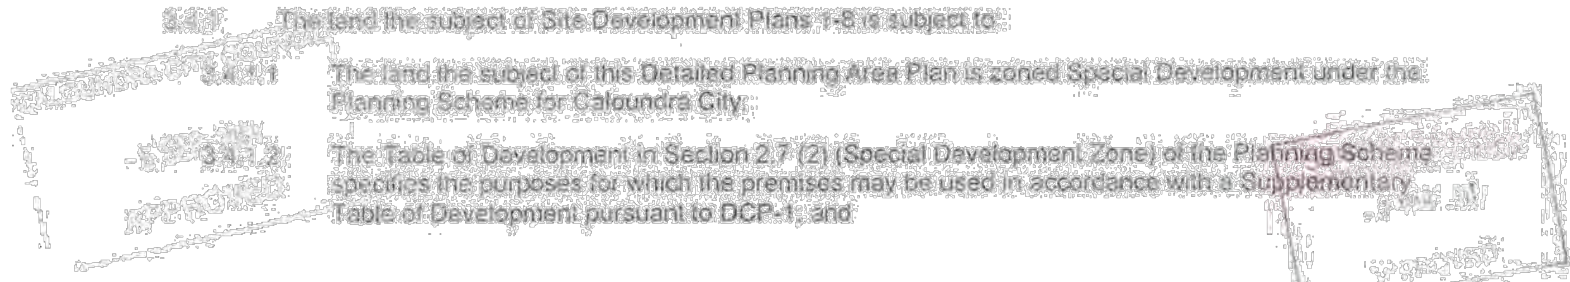 3.4.1 The land the subject of Site Development Plans 1-8 is subject to:
3.4.1.1 The land the subject of this Detailed Planning Area Plan is zoned Special Development under the
Planning Scheme for Caloundra City;
3.4.1.2 The Table of Development in Section 2.7 (2) (Special Development Zone) of the Planning Scheme
specifies the purposes for which the premises may be used in accordance with a Supplementary
Table of Development pursuant to DCP-1; and